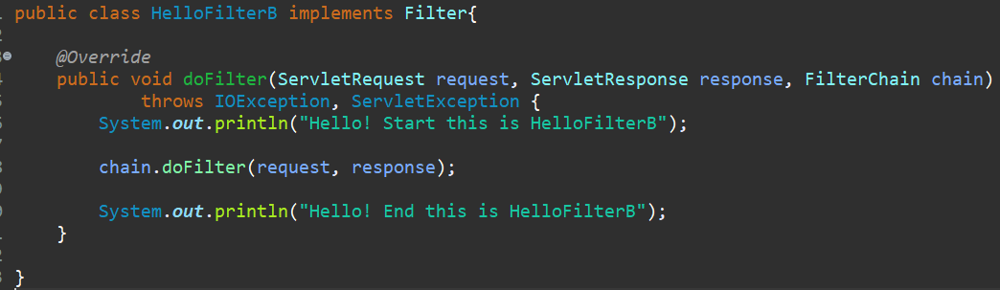 public class HelloFilterB implements Filter{
@Override
public void doFilter(ServletRequest request, ServletResponse response, FilterChain chain)
throws IOException, ServletException {
System.out.println("Hello! Start this is HelloFilterB");
chain.doFilter(request, response);
System.out.println("Hello! End this is HelloFilterB");
}
}